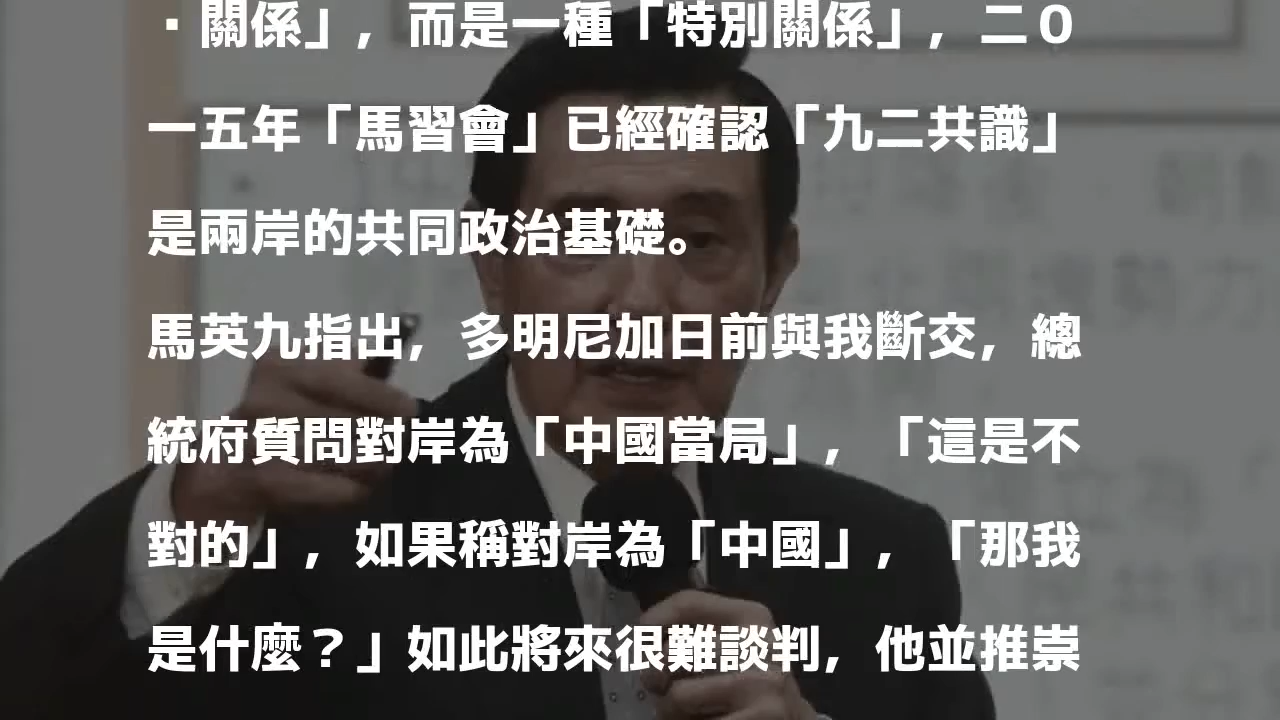 ·關係」，而是一種「特別關係」，二０
一五年「馬習會」已經確認「九二共識」
是兩岸的共同政治基礎。
馬英九指出，多明尼加日前與我斷交，總
統府質問對岸為「中國當局」，「這是不
對的」，如果稱對岸為「中國」，「那我
是什麼？」如此將來很難談判，他並推崇